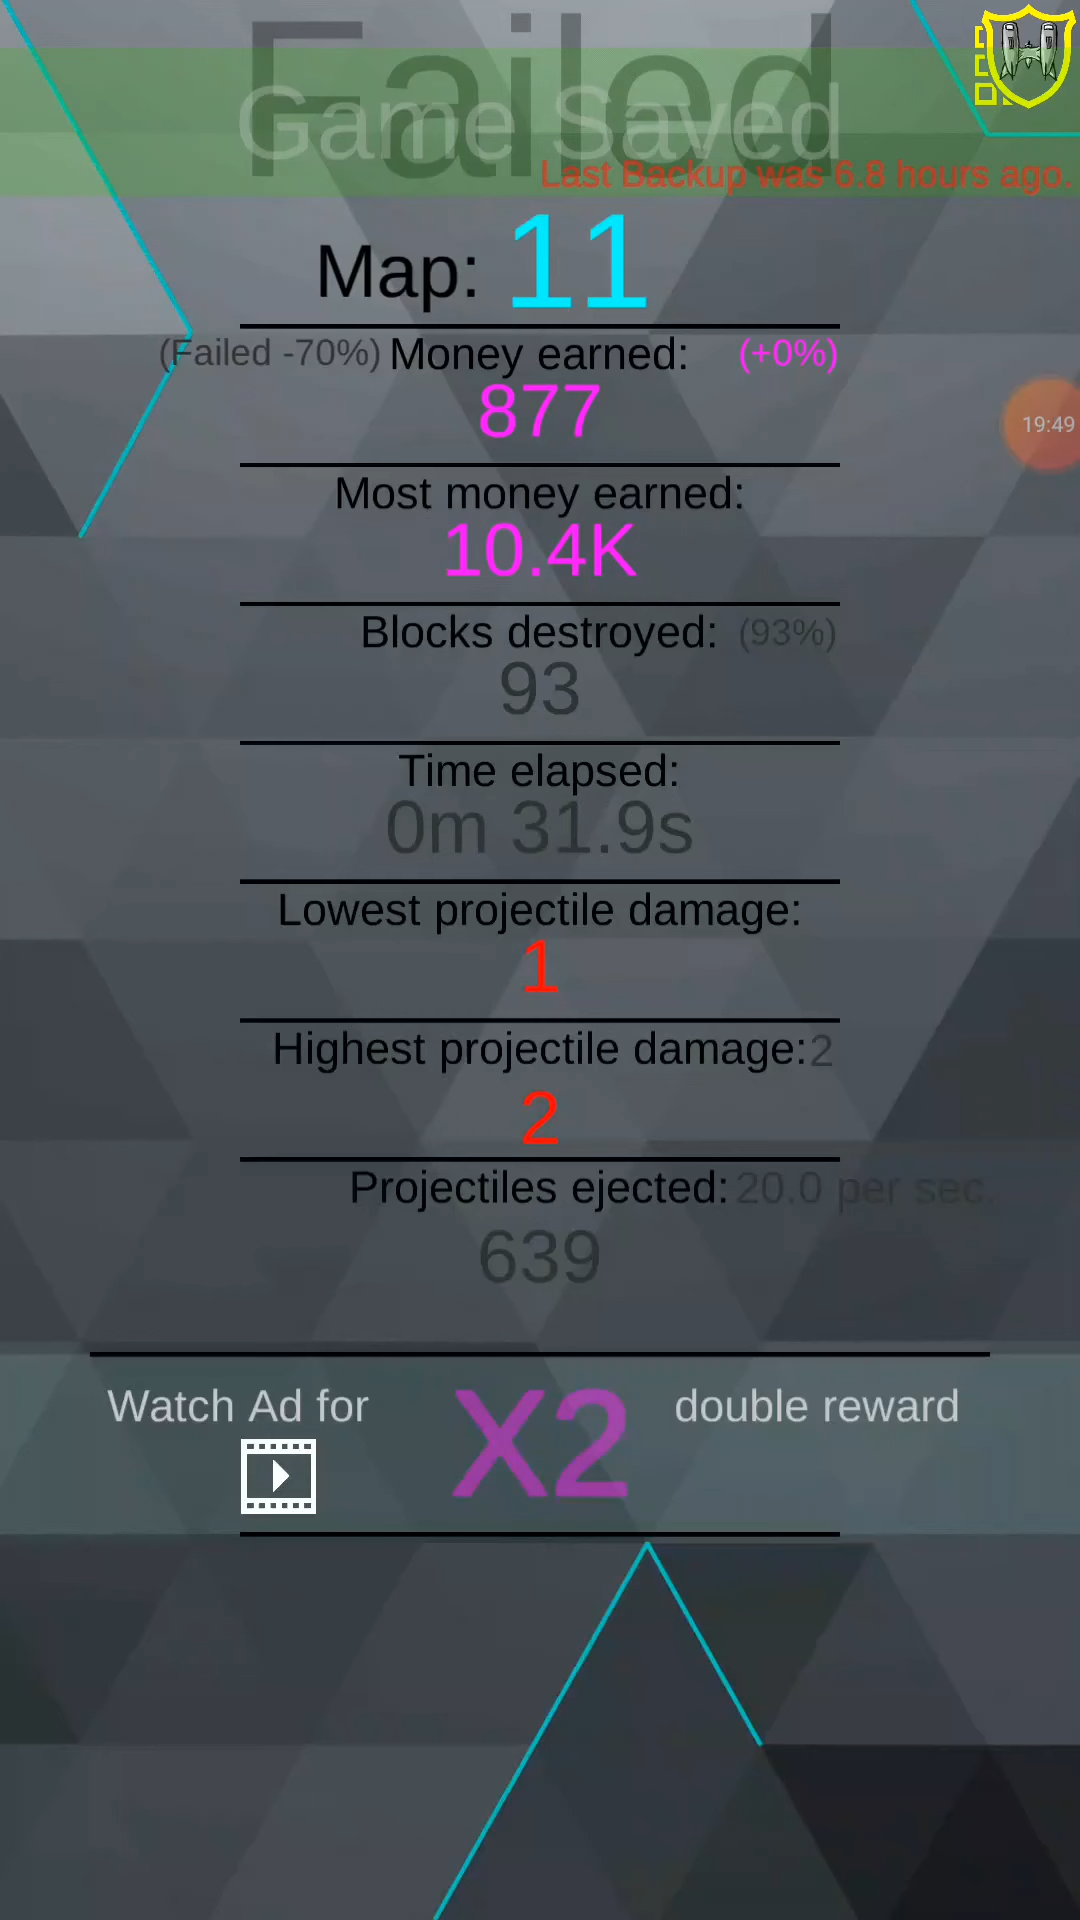 Failed
Game Saved
Last Backup was 6.8 hours ago.
Map: 11
(Failed -70%) Money earned: (+0%)
877
19:49
Most money earned:
10.4K
Blocks destroyed: (93%)
93
Time elapsed:
0m 31.9s
Lowest projectile damage:
1
Highest projectile damage: 2
2
Projectiles ejected: 20.0 per sec.
639
Watch Ad for X2 double reward